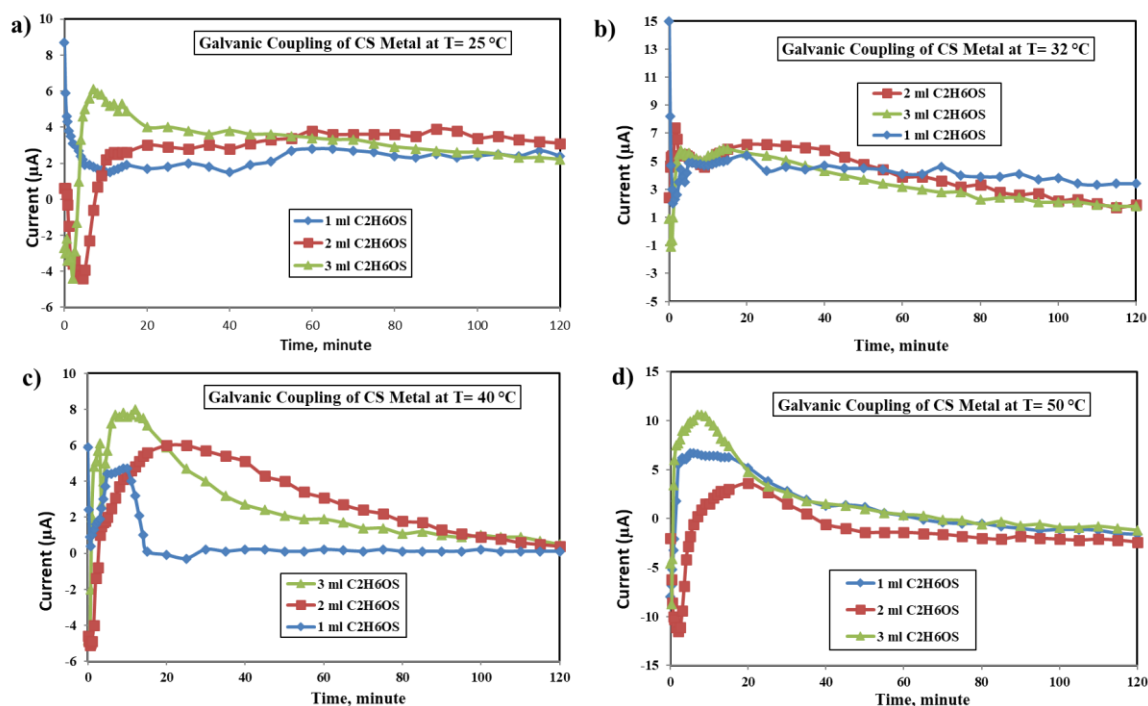 a)
Galvanic Coupling of CS Metal at T= 25 °C
Current (µA)
10
8
6
4
2
0
-2
-4
-6
1 ml C2H6OS
2 ml C2H6OS
3 ml C2H6OS
0 20 40 60 80 100 120
Time, minute
b)
Galvanic Coupling of CS Metal at T= 32 °C
Current (µA)
15
13
11
9
7
5
3
1
-1
-3
-5
2 ml C2H6OS
3 ml C2H6OS
1 ml C2H6OS
0 20 40 60 80 100 120
Time, minute
c)
Galvanic Coupling of CS Metal at T= 40 °C
Current (µA)
10
8
6
4
2
0
-2
-4
-6
3 ml C2H6OS
2 ml C2H6OS
1 ml C2H6OS
0 20 40 60 80 100 120
Time, minute
d)
Galvanic Coupling of CS Metal at T= 50 °C
Current (µA)
15
10
5
0
-5
-10
-15
1 ml C2H6OS
2 ml C2H6OS
3 ml C2H6OS
0 20 40 60 80 100 120
Time, minute